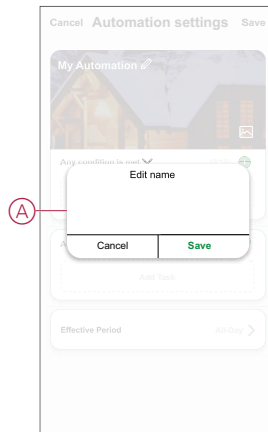 Cancel Automation settings Save
My Automation
Any condition is met
Edit name
A
Cancel Save
Add Task
Effective Period All-Day